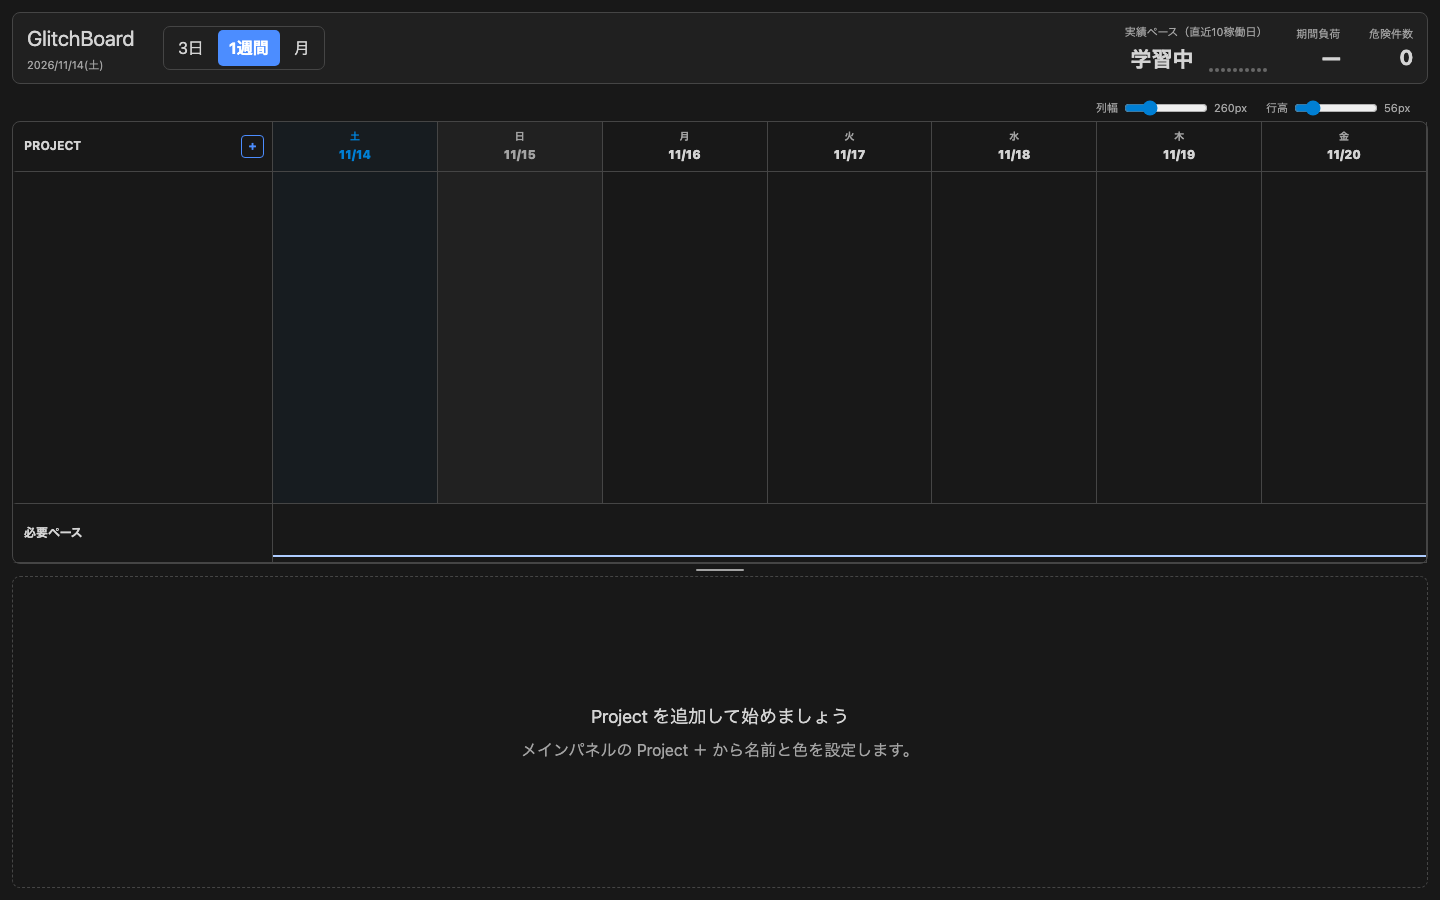 GlitchBoard
2026/11/14(土)
3日 1週間 月
実績ペース（直近10稼働日）
学習中
期間負荷
—
危険件数
0
列幅 260px 行高 56px
PROJECT +
土
11/14
日
11/15
月
11/16
火
11/17
水
11/18
木
11/19
金
11/20
必要ペース
Project を追加して始めましょう
メインパネルの Project ＋ から名前と色を設定します。